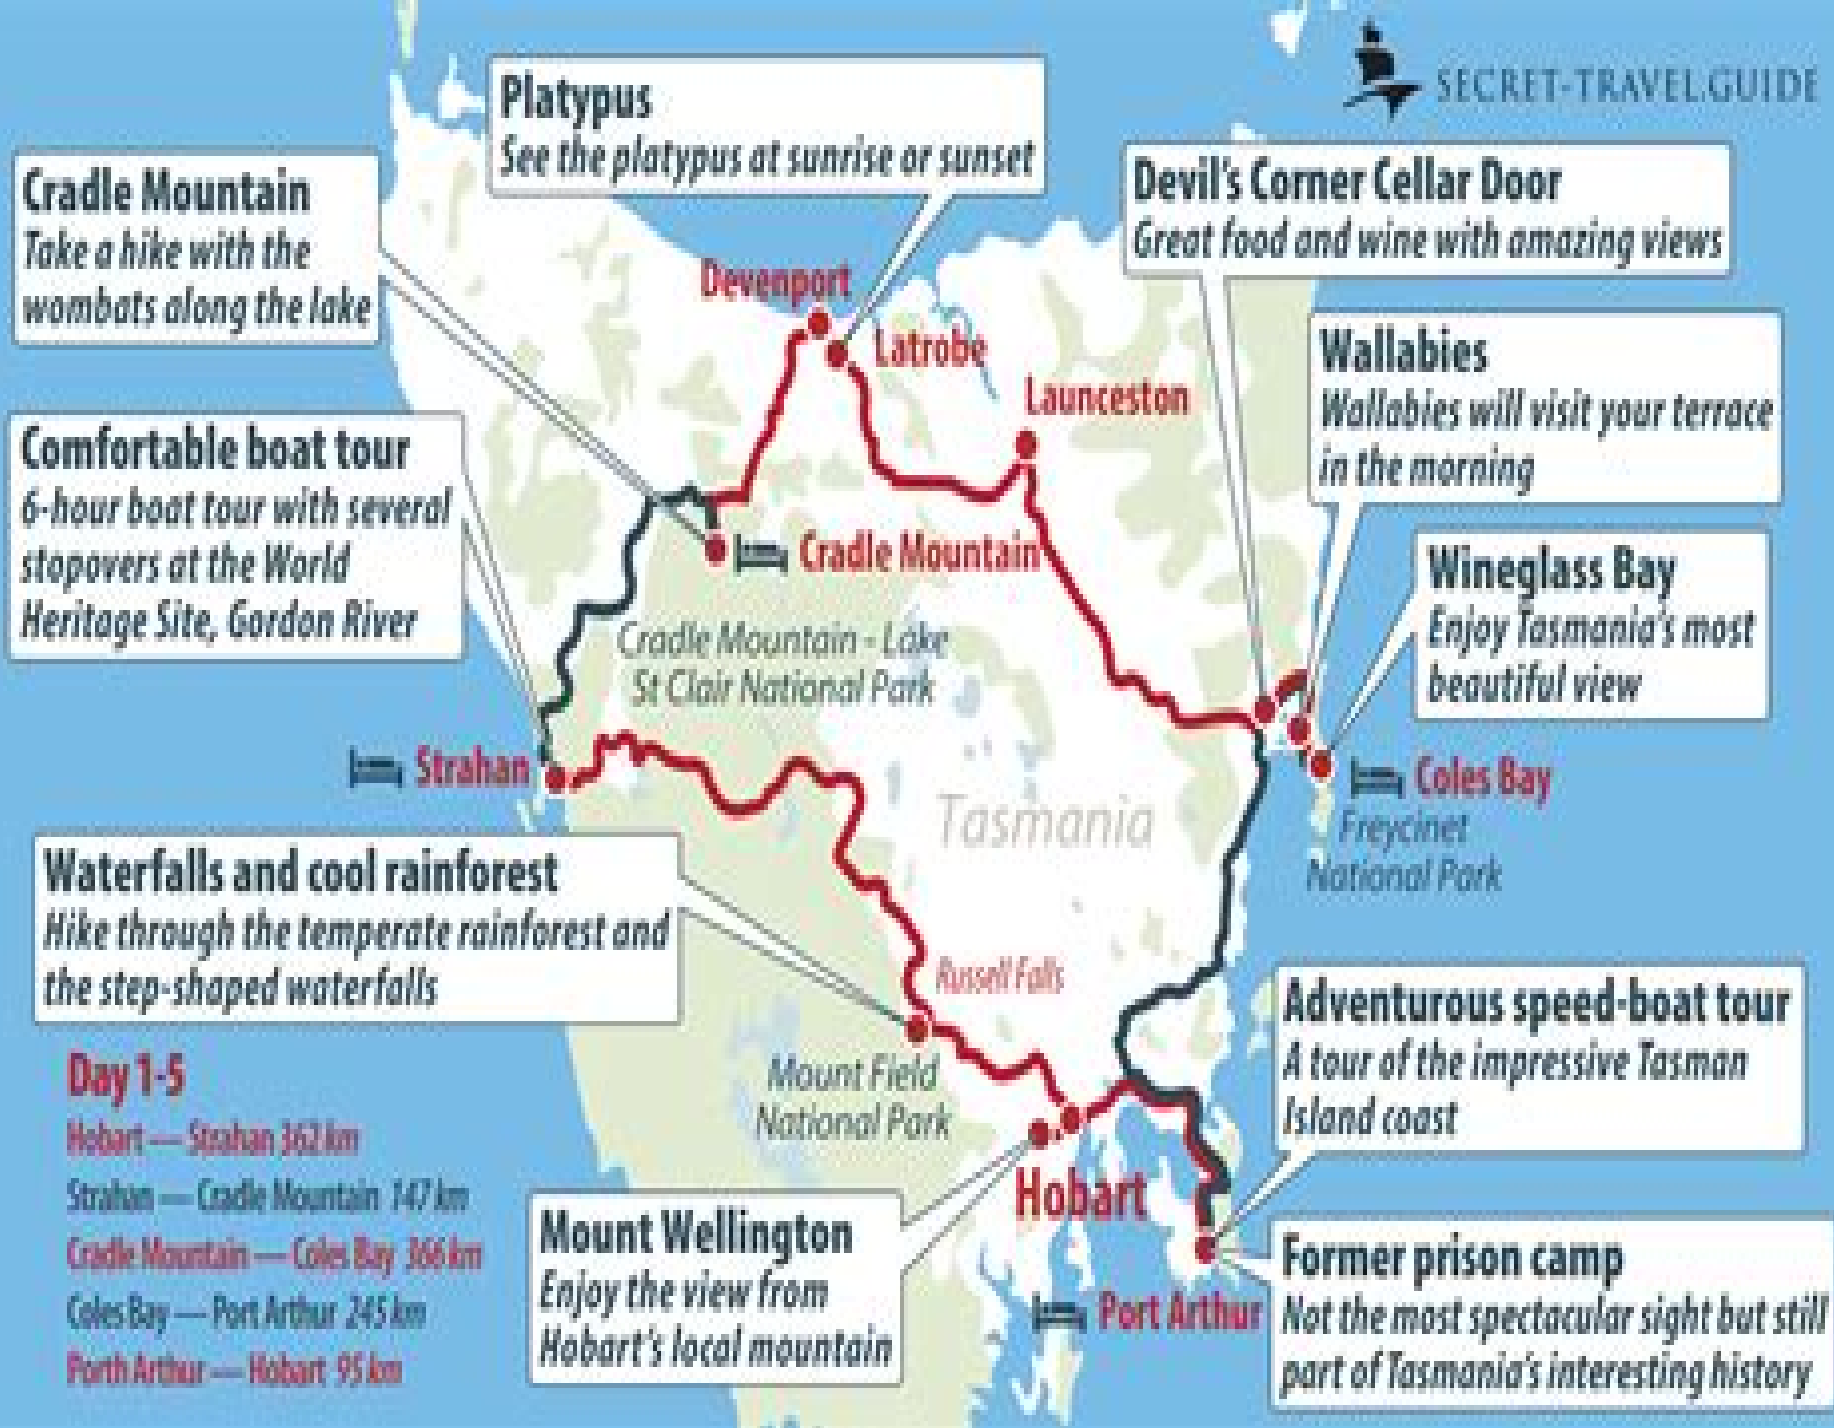 SECRET-TRAVEL.GUIDE
Platypus
See the platypus at sunrise or sunset
Cradle Mountain
Take a hike with the
wombats along the lake
Devil's Corner Cellar Door
Great food and wine with amazing views
Devenport
Latrobe
Launceston
Wallabies
Wallabies will visit your terrace
in the morning
Comfortable boat tour
6-hour boat tour with several
stopovers at the World
Heritage Site, Gordon River
Cradle Mountain
Wineglass Bay
Enjoy Tasmania's most
beautiful view
Cradle Mountain - Lake
St Clair National Park
Strahan
Coles Bay
Tasmania
Freycinet
National Park
Waterfalls and cool rainforest
Hike through the temperate rainforest and
the step-shaped waterfalls
Russell Falls
Adventurous speed-boat tour
A tour of the impressive Tasman
Island coast
Mount Field
National Park
Day 1-5
Hobart — Strahan 362 km
Strahan — Cradle Mountain 147 km
Cradle Mountain — Coles Bay 366 km
Coles Bay — Port Arthur 245 km
Porth Arthur — Hobart 95 km
Hobart
Mount Wellington
Enjoy the view from
Hobart's local mountain
Port Arthur
Former prison camp
Not the most spectacular sight but still
part of Tasmania's interesting history